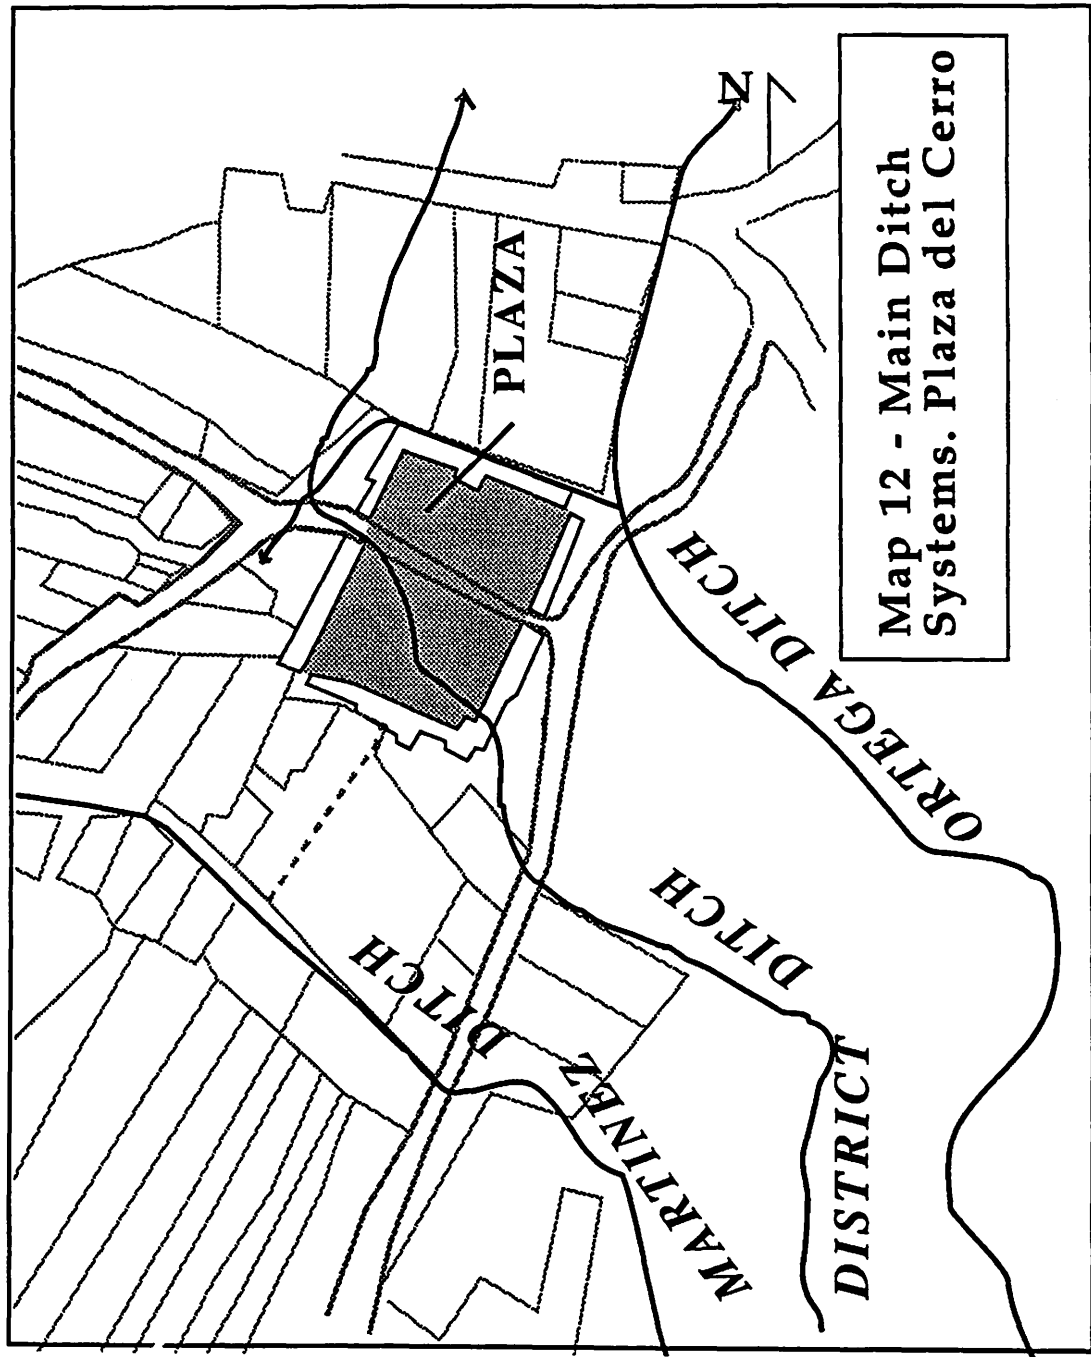 Map 12 - Main Ditch
Systems. Plaza del Cerro
N
PLAZA
ORTEGA DITCH
DISTRICT DITCH
MARTINEZ DITCH